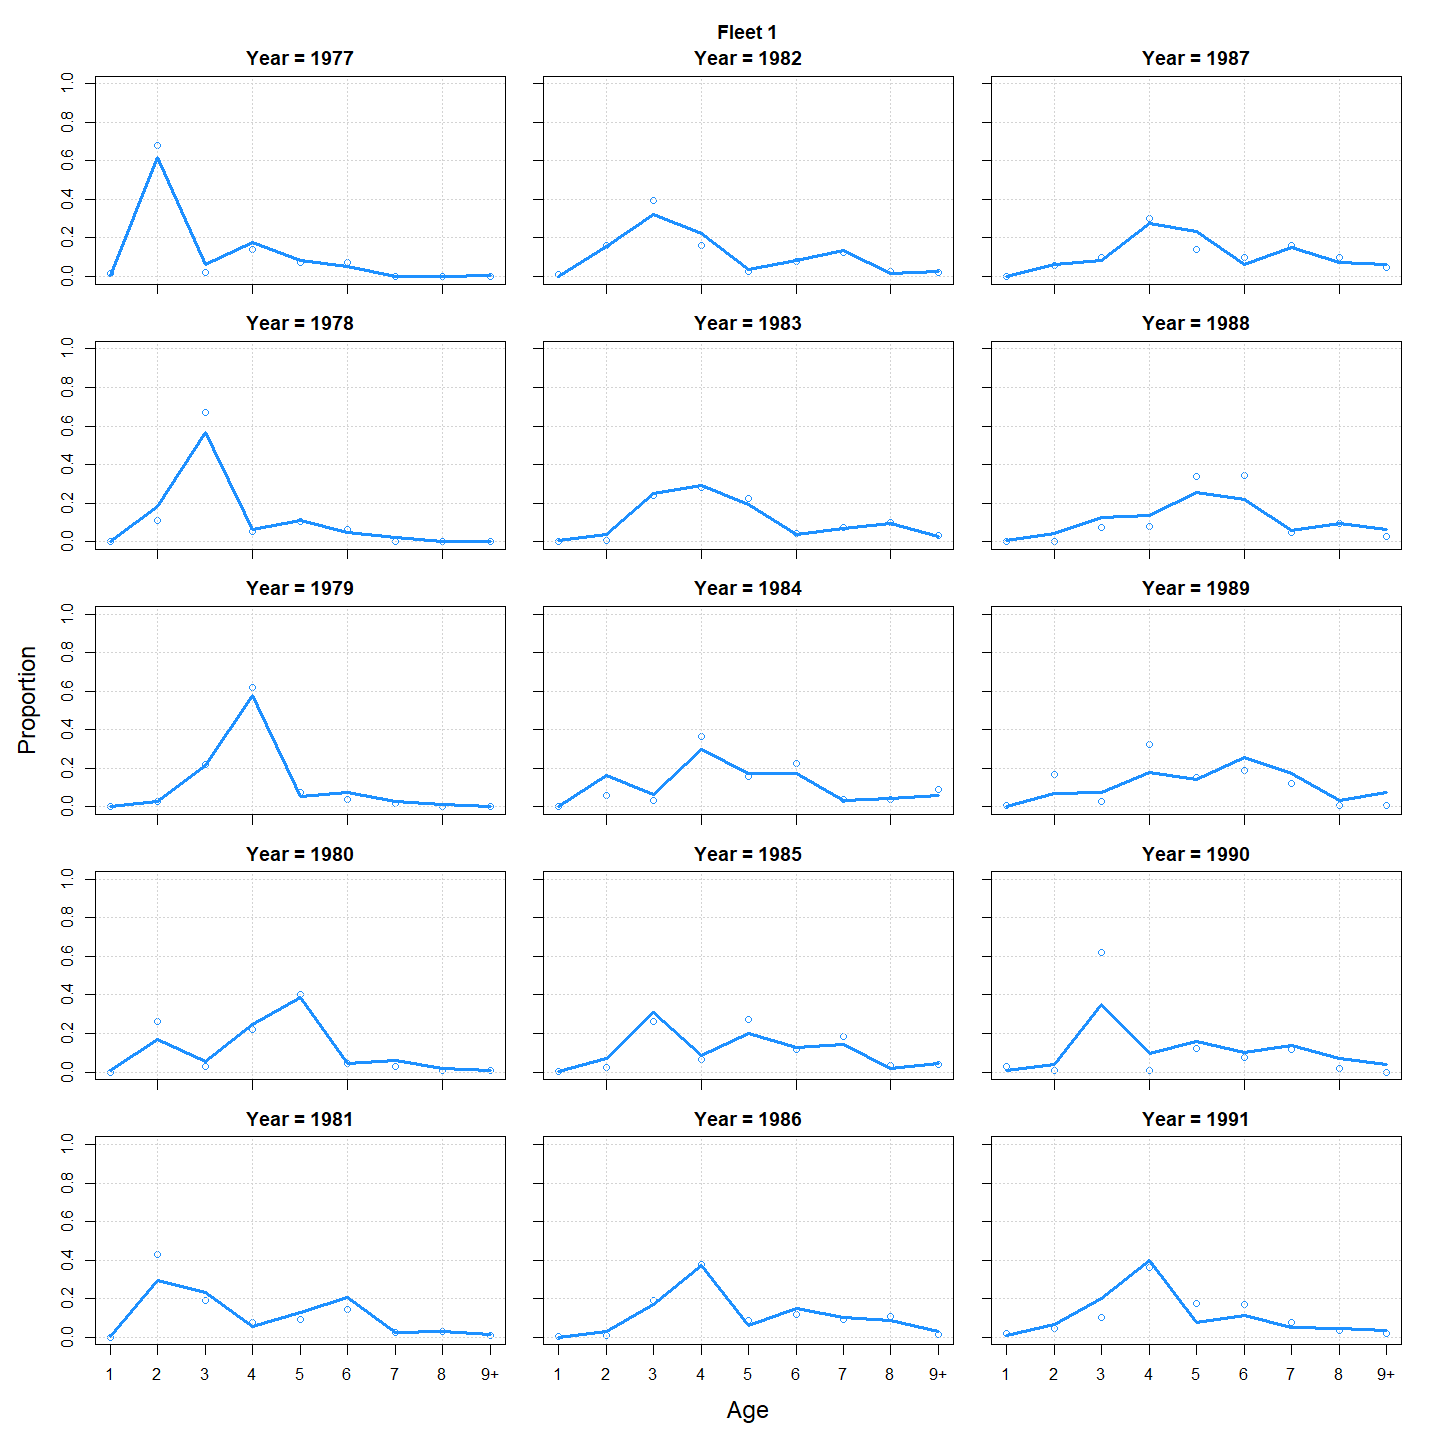 Fleet 1
Year = 1977
Year = 1982
Year = 1987
1.0
0.8
0.6
0.4
0.2
0.0
Year = 1978
Year = 1983
Year = 1988
1.0
0.8
0.6
0.4
0.2
0.0
Year = 1979
Year = 1984
Year = 1989
1.0
0.8
0.6
0.4
0.2
0.0
Proportion
Year = 1980
Year = 1985
Year = 1990
1.0
0.8
0.6
0.4
0.2
0.0
Year = 1981
Year = 1986
Year = 1991
1.0
0.8
0.6
0.4
0.2
0.0
1 2 3 4 5 6 7 8 9+
1 2 3 4 5 6 7 8 9+
1 2 3 4 5 6 7 8 9+
Age